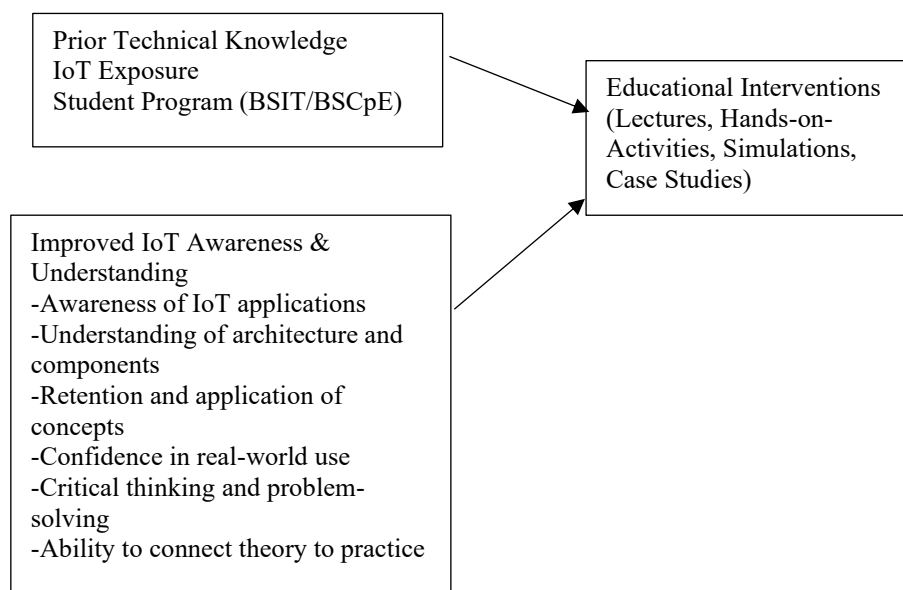 Prior Technical Knowledge
IoT Exposure
Student Program (BSIT/BSCpE)
Educational Interventions
(Lectures, Hands-on-
Activities, Simulations,
Case Studies)
Improved IoT Awareness &
Understanding
-Awareness of IoT applications
-Understanding of architecture and
components
-Retention and application of
concepts
-Confidence in real-world use
-Critical thinking and problem-
solving
-Ability to connect theory to practice